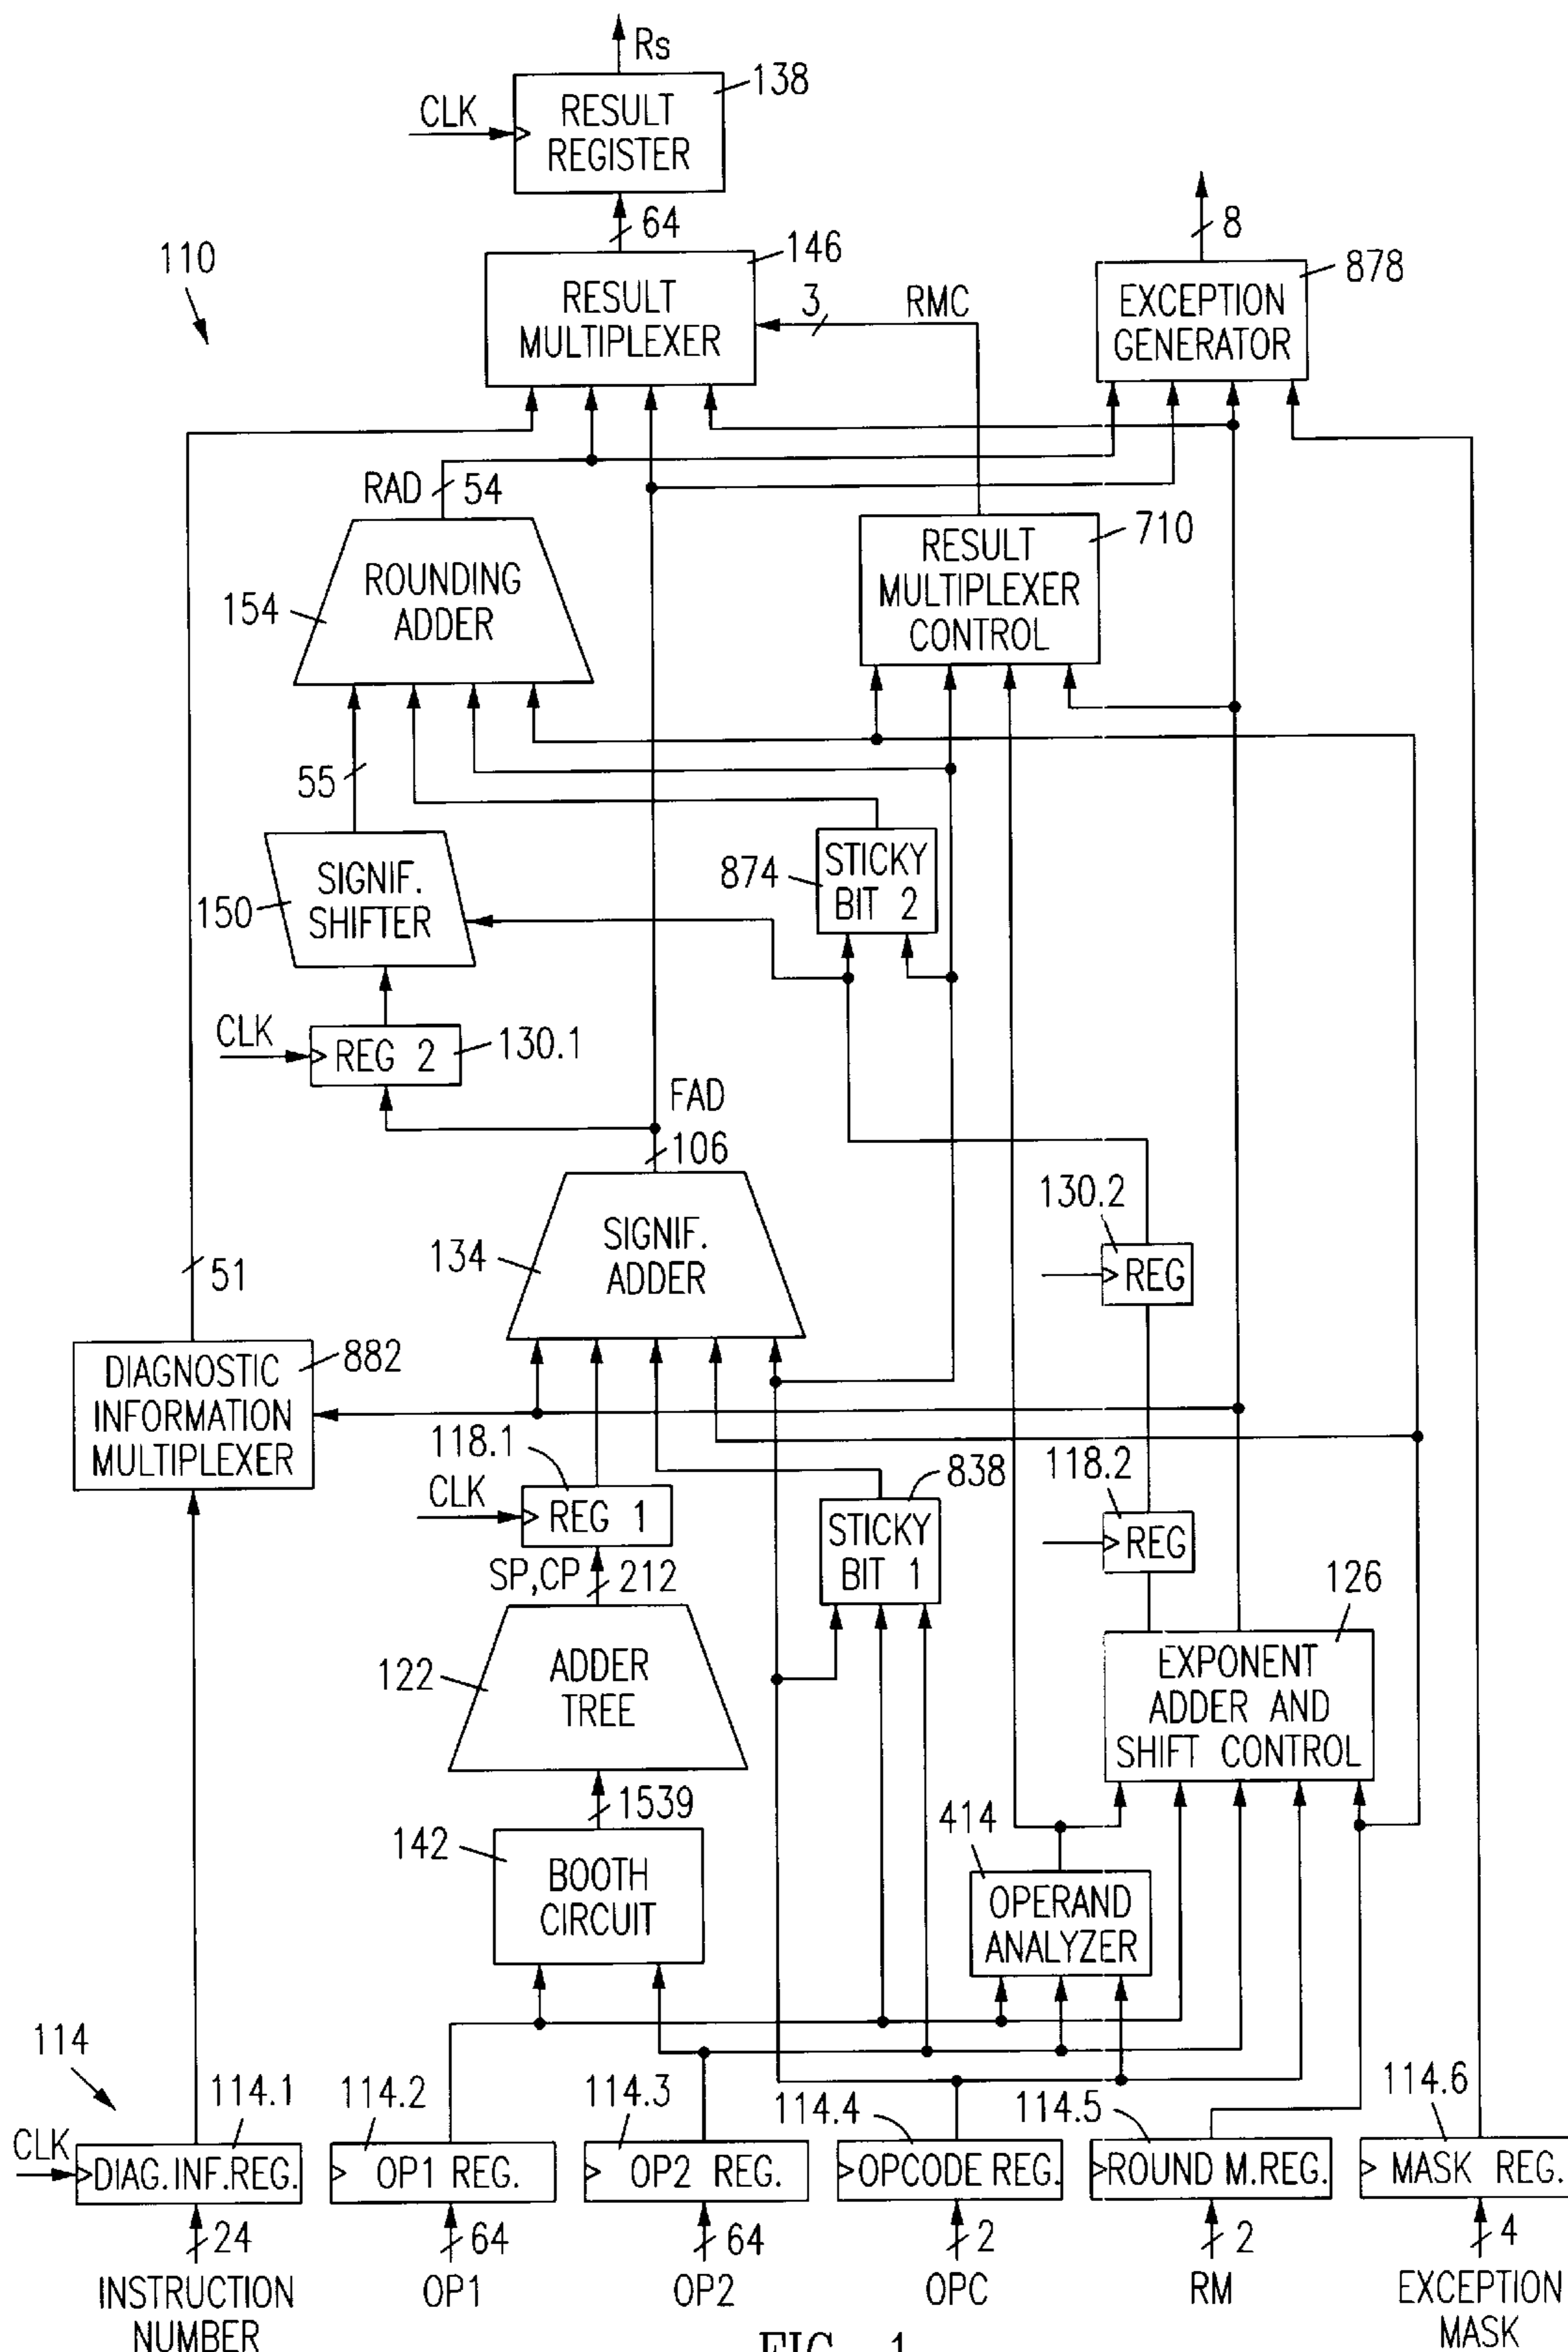 Rs
138
CLK
RESULT
REGISTER
64
8
110
146
878
RESULT
MULTIPLEXER
3
RMC
EXCEPTION
GENERATOR
RAD
54
710
RESULT
MULTIPLEXER
CONTROL
154
ROUNDING
ADDER
55
874
STICKY
BIT 2
150
SIGNIF.
SHIFTER
CLK
REG 2
130.1
FAD
106
130.2
REG
134
SIGNIF.
ADDER
51
882
DIAGNOSTIC
INFORMATION
MULTIPLEXER
118.1
CLK
REG 1
838
STICKY
BIT 1
118.2
REG
SP,CP
212
126
122
ADDER
TREE
EXPONENT
ADDER AND
SHIFT CONTROL
1539
142
BOOTH
CIRCUIT
414
OPERAND
ANALYZER
114
114.1
114.2
114.3
114.4
114.5
114.6
CLK
DIAG.INF.REG.
OP1 REG.
OP2 REG.
OPCODE REG.
ROUND M.REG.
MASK REG.
24
64
64
2
2
4
INSTRUCTION
NUMBER
OP1
OP2
OPC
RM
EXCEPTION
MASK
FIG. 1